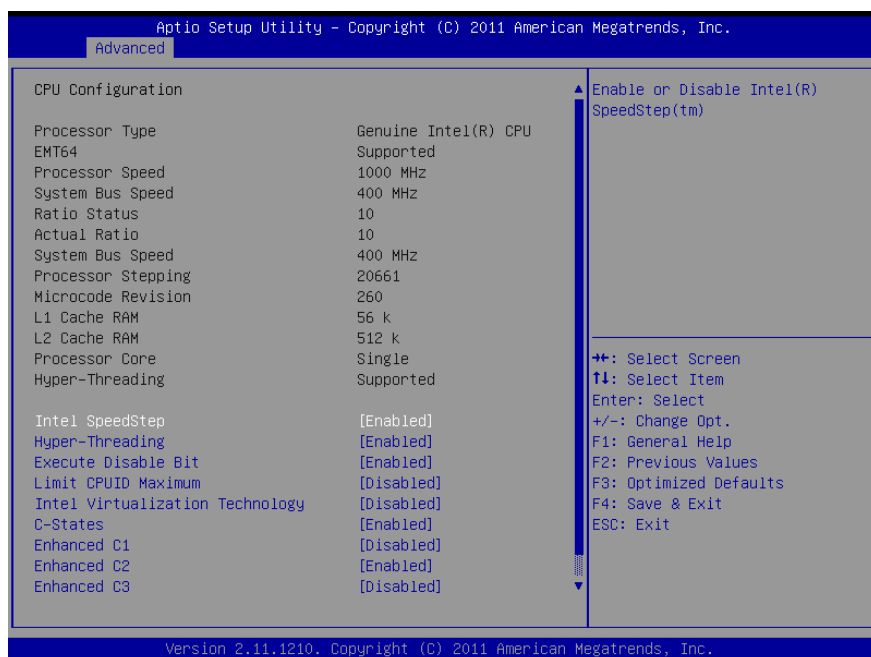 Aptio Setup Utility – Copyright (C) 2011 American Megatrends, Inc.
Advanced
CPU Configuration
Processor Type Genuine Intel(R) CPU
EMT64 Supported
Processor Speed 1000 MHz
System Bus Speed 400 MHz
Ratio Status 10
Actual Ratio 10
System Bus Speed 400 MHz
Processor Stepping 20661
Microcode Revision 260
L1 Cache RAM 56 k
L2 Cache RAM 512 k
Processor Core Single
Hyper-Threading Supported
Intel SpeedStep [Enabled]
Hyper-Threading [Enabled]
Execute Disable Bit [Enabled]
Limit CPUID Maximum [Disabled]
Intel Virtualization Technology [Disabled]
C-States [Enabled]
Enhanced C1 [Disabled]
Enhanced C2 [Enabled]
Enhanced C3 [Disabled]
Enable or Disable Intel(R)
SpeedStep(tm)
→←: Select Screen
↑↓: Select Item
Enter: Select
+/-: Change Opt.
F1: General Help
F2: Previous Values
F3: Optimized Defaults
F4: Save & Exit
ESC: Exit
Version 2.11.1210. Copyright (C) 2011 American Megatrends, Inc.